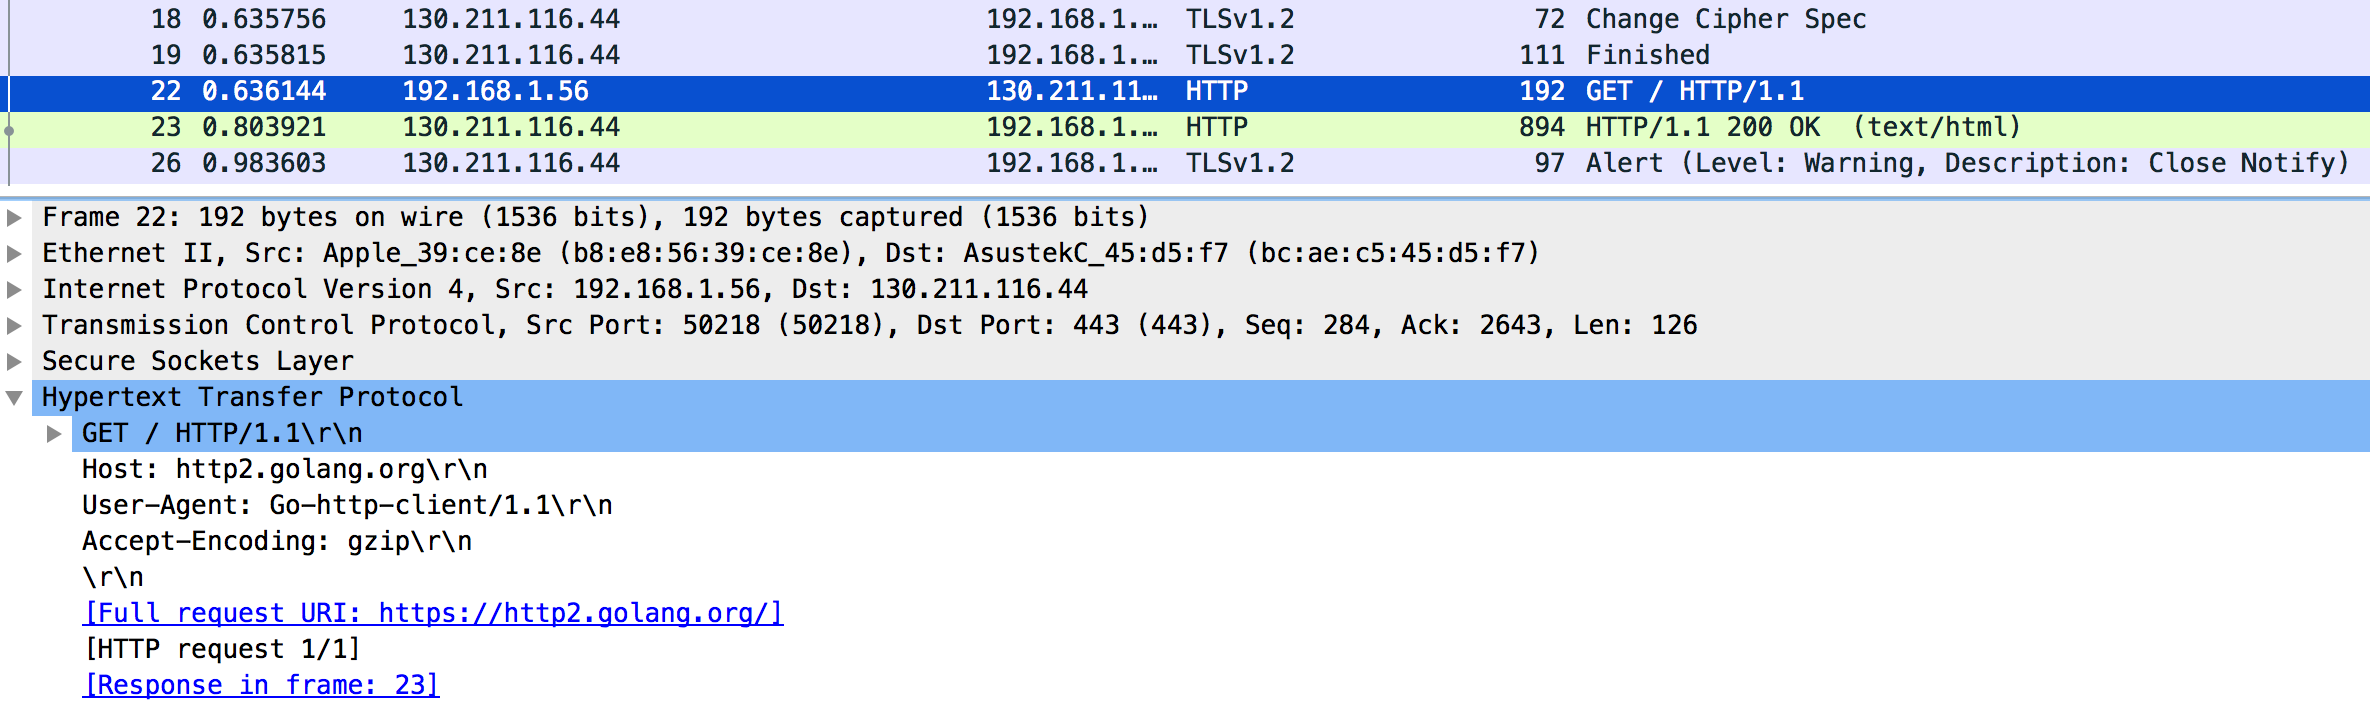 18 0.635756 130.211.116.44 192.168.1.… TLSv1.2 72 Change Cipher Spec
19 0.635815 130.211.116.44 192.168.1.… TLSv1.2 111 Finished
22 0.636144 192.168.1.56 130.211.11… HTTP 192 GET / HTTP/1.1
23 0.803921 130.211.116.44 192.168.1.… HTTP 894 HTTP/1.1 200 OK (text/html)
26 0.983603 130.211.116.44 192.168.1.… TLSv1.2 97 Alert (Level: Warning, Description: Close Notify)
Frame 22: 192 bytes on wire (1536 bits), 192 bytes captured (1536 bits)
Ethernet II, Src: Apple_39:ce:8e (b8:e8:56:39:ce:8e), Dst: AsustekC_45:d5:f7 (bc:ae:c5:45:d5:f7)
Internet Protocol Version 4, Src: 192.168.1.56, Dst: 130.211.116.44
Transmission Control Protocol, Src Port: 50218 (50218), Dst Port: 443 (443), Seq: 284, Ack: 2643, Len: 126
Secure Sockets Layer
Hypertext Transfer Protocol
GET / HTTP/1.1\r\n
Host: http2.golang.org\r\n
User-Agent: Go-http-client/1.1\r\n
Accept-Encoding: gzip\r\n
\r\n
[Full request URI: https://http2.golang.org/]
[HTTP request 1/1]
[Response in frame: 23]